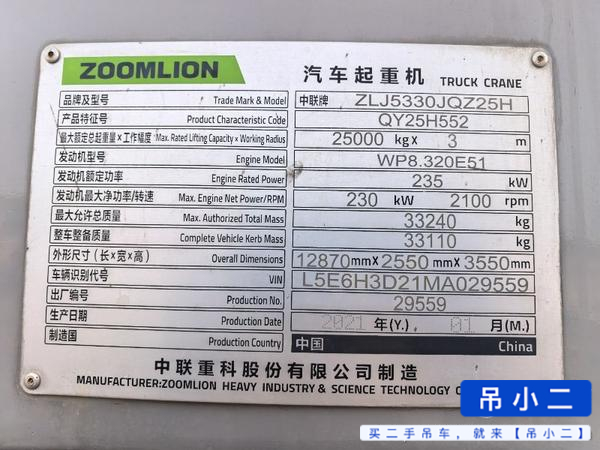 ZOOMLION 汽车起重机 TRUCK CRANE
品牌及型号 Trade Mark & Model 中联牌 ZLJ5330JQZ25H
产品特征号 Product Characteristic Code QY25H552
最大额定总起重量×工作幅度 Max. Rated Lifting Capacity × Working Radius 25000 kg× 3 m
发动机型号 Engine Model WP8.320E51
发动机额定功率 Engine Rated Power 235 kW
发动机最大净功率/转速 Max. Engine Net Power/RPM 230 kW 2100 rpm
最大允许总质量 Max. Authorized Total Mass 33240 kg
整车整备质量 Complete Vehicle Kerb Mass 33110 kg
外形尺寸(长×宽×高) Overall Dimensions 12870mm×2550mm×3550mm
车辆识别代号 VIN L5E6H3D21MA029559
出厂编号 Production No. 29559
生产日期 Production Date 2021 年(Y.) 01 月(M.)
制造国 Production Country 中国 China
中联重科股份有限公司制造
MANUFACTURER:ZOOMLION HEAVY INDUSTRY & SCIENCE TECHNOLOGY
吊小二
买二手吊车,就来【吊小二】